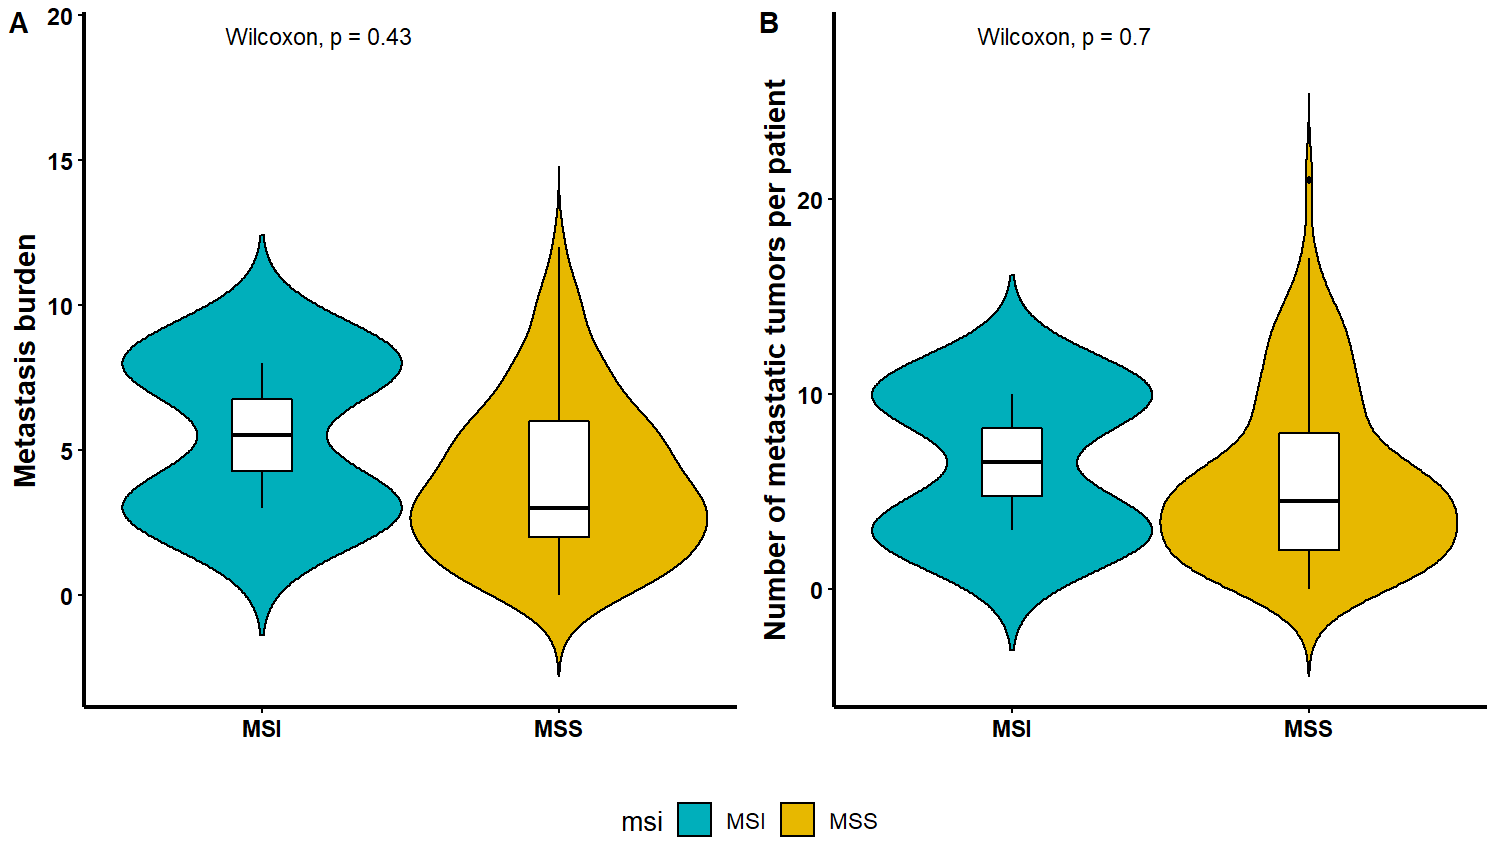 A
Wilcoxon, p = 0.43
Metastasis burden
20
15
10
5
0
MSI
MSS
B
Wilcoxon, p = 0.7
Number of metastatic tumors per patient
20
10
0
MSI
MSS
msi
MSI
MSS